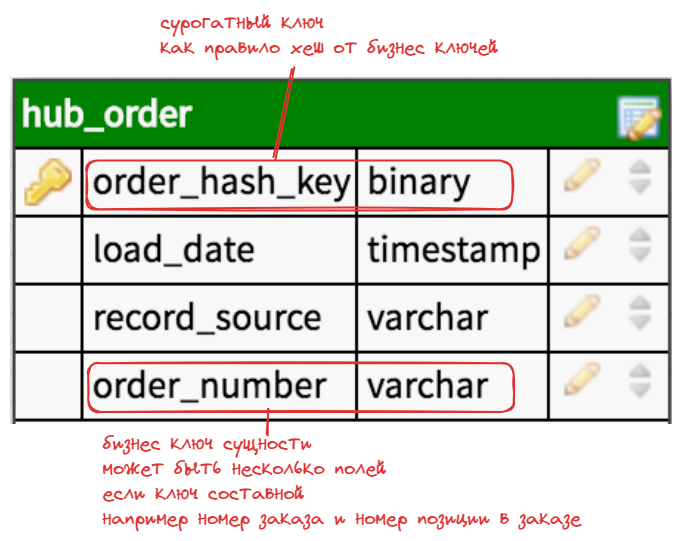 сурогатный ключ
как правило хеш от бизнес ключей
hub_order
order_hash_key binary
load_date timestamp
record_source varchar
order_number varchar
бизнес ключ сущности
может быть несколько полей
если ключ составной
например номер заказа и номер позиции в заказе